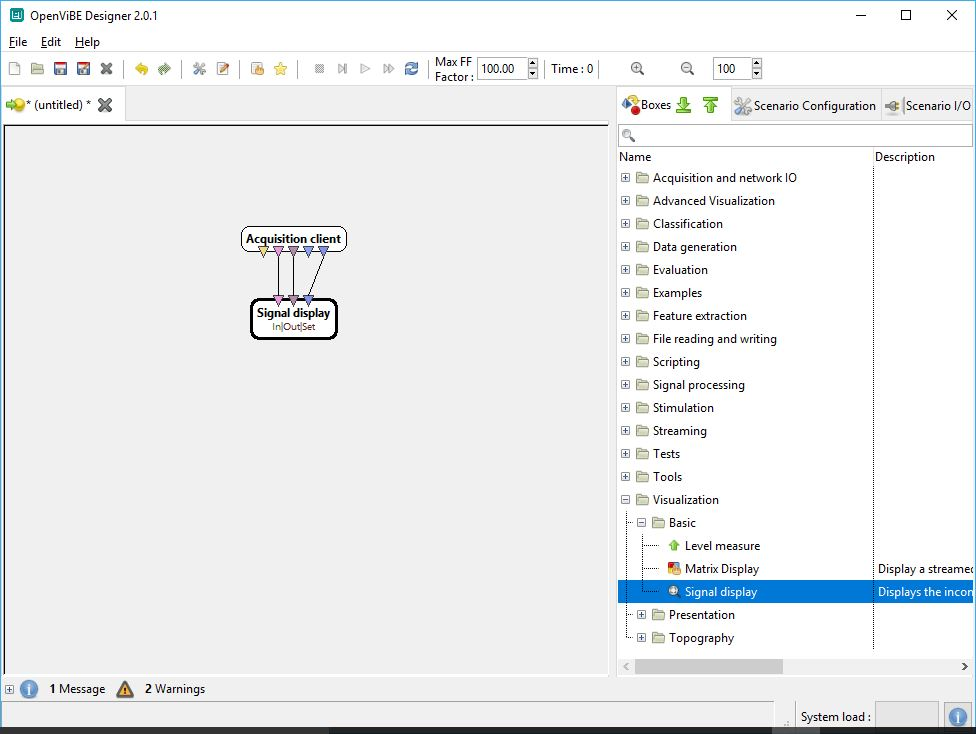 OpenViBE Designer 2.0.1
File Edit Help
Max FF Factor : 100.00 Time : 0 100
* (untitled) *
Boxes Scenario Configuration Scenario I/O
Name Description
Acquisition and network IO
Advanced Visualization
Classification
Data generation
Evaluation
Examples
Feature extraction
File reading and writing
Scripting
Signal processing
Stimulation
Streaming
Tests
Tools
Visualization
Basic
Level measure
Matrix Display Display a streamed
Signal display Displays the incon
Presentation
Topography
Acquisition client
Signal display
In|Out|Set
1 Message 2 Warnings
System load :